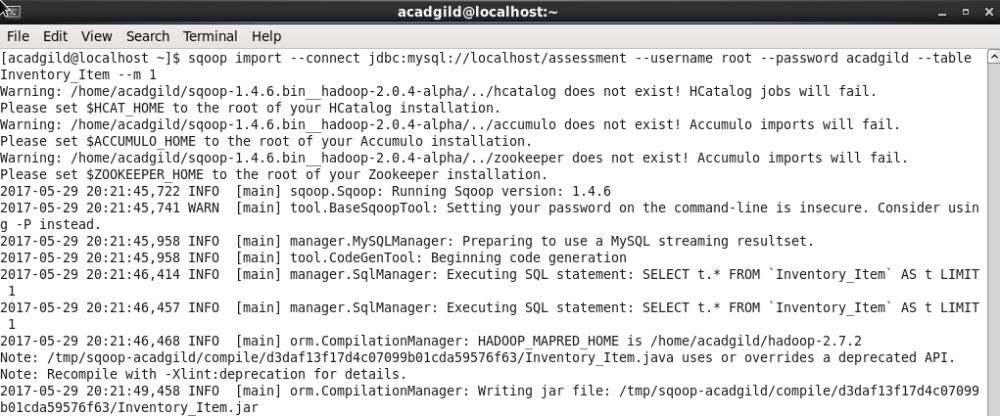 acadgild@localhost:~
File Edit View Search Terminal Help
[acadgild@localhost ~]$ sqoop import --connect jdbc:mysql://localhost/assessment --username root --password acadgild --table
Inventory_Item --m 1
Warning: /home/acadgild/sqoop-1.4.6.bin__hadoop-2.0.4-alpha/../hcatalog does not exist! HCatalog jobs will fail.
Please set $HCAT_HOME to the root of your HCatalog installation.
Warning: /home/acadgild/sqoop-1.4.6.bin__hadoop-2.0.4-alpha/../accumulo does not exist! Accumulo imports will fail.
Please set $ACCUMULO_HOME to the root of your Accumulo installation.
Warning: /home/acadgild/sqoop-1.4.6.bin__hadoop-2.0.4-alpha/../zookeeper does not exist! Accumulo imports will fail.
Please set $ZOOKEEPER_HOME to the root of your Zookeeper installation.
2017-05-29 20:21:45,722 INFO  [main] sqoop.Sqoop: Running Sqoop version: 1.4.6
2017-05-29 20:21:45,741 WARN  [main] tool.BaseSqoopTool: Setting your password on the command-line is insecure. Consider usin
g -P instead.
2017-05-29 20:21:45,958 INFO  [main] manager.MySQLManager: Preparing to use a MySQL streaming resultset.
2017-05-29 20:21:45,958 INFO  [main] tool.CodeGenTool: Beginning code generation
2017-05-29 20:21:46,414 INFO  [main] manager.SqlManager: Executing SQL statement: SELECT t.* FROM `Inventory_Item` AS t LIMIT
1
2017-05-29 20:21:46,457 INFO  [main] manager.SqlManager: Executing SQL statement: SELECT t.* FROM `Inventory_Item` AS t LIMIT
1
2017-05-29 20:21:46,468 INFO  [main] orm.CompilationManager: HADOOP_MAPRED_HOME is /home/acadgild/hadoop-2.7.2
Note: /tmp/sqoop-acadgild/compile/d3daf13f17d4c07099b01cda59576f63/Inventory_Item.java uses or overrides a deprecated API.
Note: Recompile with -Xlint:deprecation for details.
2017-05-29 20:21:49,458 INFO  [main] orm.CompilationManager: Writing jar file: /tmp/sqoop-acadgild/compile/d3daf13f17d4c07099
b01cda59576f63/Inventory_Item.jar